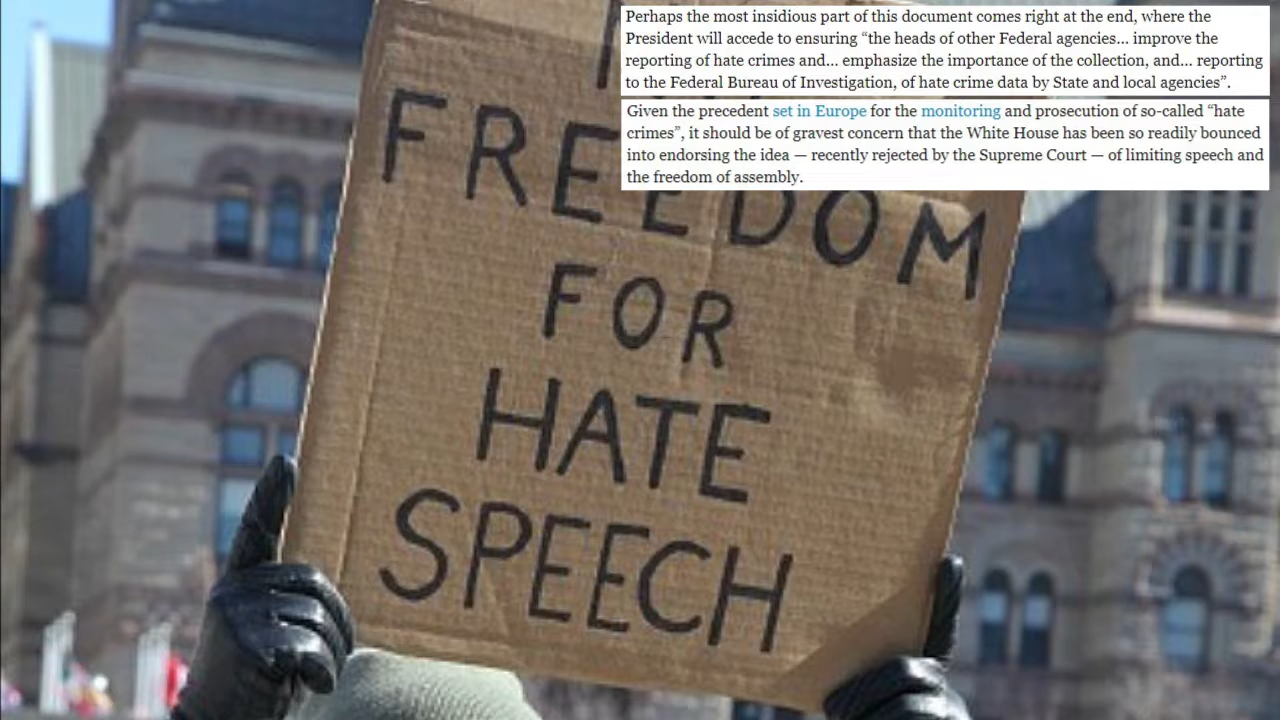 Perhaps the most insidious part of this document comes right at the end, where the
President will accede to ensuring “the heads of other Federal agencies... improve the
reporting of hate crimes and... emphasize the importance of the collection, and... reporting
to the Federal Bureau of Investigation, of hate crime data by State and local agencies”.
Given the precedent set in Europe for the monitoring and prosecution of so-called “hate
crimes”, it should be of gravest concern that the White House has been so readily bounced
into endorsing the idea — recently rejected by the Supreme Court — of limiting speech and
the freedom of assembly.
FREEDOM
FOR
HATE
SPEECH